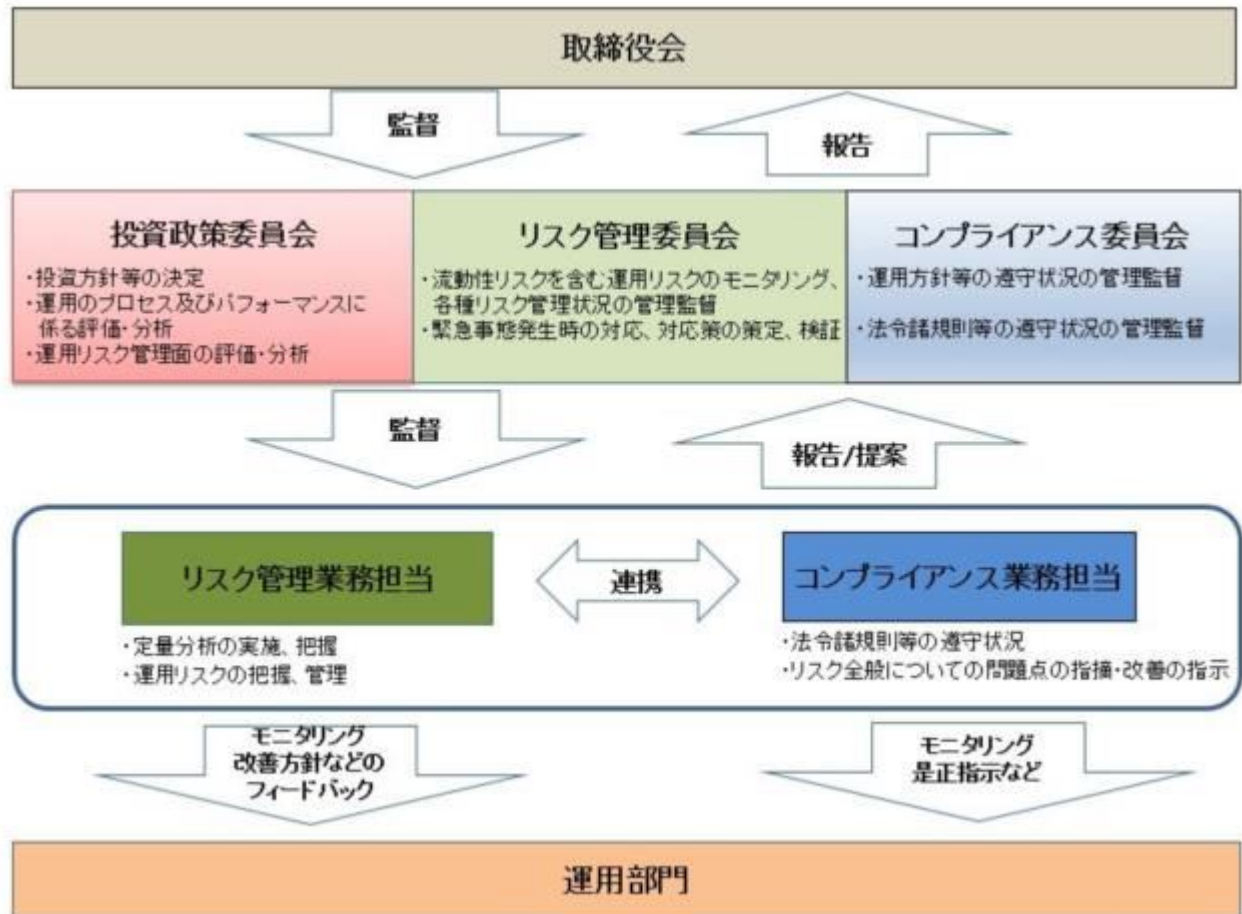 取締役会
監督
報告
投資政策委員会
・投資方針等の決定
・運用のプロセス及びパフォーマンスに
係る評価・分析
・運用リスク管理面の評価・分析
リスク管理委員会
・流動性リスクを含む運用リスクのモニタリング、
各種リスク管理状況の管理監督
・緊急事態発生時の対応、対応策の策定、検証
コンプライアンス委員会
・運用方針等の遵守状況の管理監督
・法令諸規則等の遵守状況の管理監督
監督
報告/提案
リスク管理業務担当
・定量分析の実施、把握
・運用リスクの把握、管理
連携
コンプライアンス業務担当
・法令諸規則等の遵守状況
・リスク全般についての問題点の指摘・改善の指示
モニタリング
改善方針などの
フィードバック
モニタリング
是正指示など
運用部門